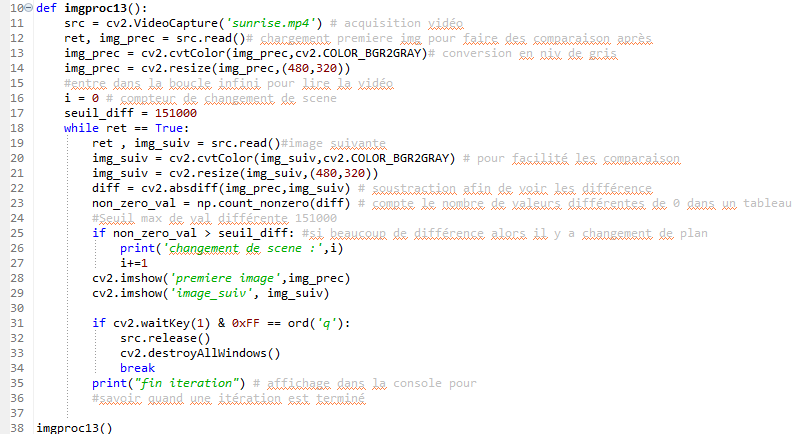 10 def imgproc13():
11 src = cv2.VideoCapture('sunrise.mp4') # acquisition vidéo
12 ret, img_prec = src.read()# chargement premiere img pour faire des comparaison après
13 img_prec = cv2.cvtColor(img_prec,cv2.COLOR_BGR2GRAY)# conversion en niv de gris
14 img_prec = cv2.resize(img_prec,(480,320))
15 #entre dans la boucle infini pour lire la vidéo
16 i = 0 # compteur de changement de scene
17 seuil_diff = 151000
18 while ret == True:
19 ret , img_suiv = src.read()#image suivante
20 img_suiv = cv2.cvtColor(img_suiv,cv2.COLOR_BGR2GRAY) # pour facilité les comparaison
21 img_suiv = cv2.resize(img_suiv,(480,320))
22 diff = cv2.absdiff(img_prec,img_suiv) # soustraction afin de voir les différence
23 non_zero_val = np.count_nonzero(diff) # compte le nombre de valeurs différentes de 0 dans un tableau
24 #Seuil max de val différente 151000
25 if non_zero_val > seuil_diff: #si beaucoup de différence alors il y a changement de plan
26 print('changement de scene :',i)
27 i+=1
28 cv2.imshow('premiere image',img_prec)
29 cv2.imshow('image_suiv', img_suiv)
30
31 if cv2.waitKey(1) & 0xFF == ord('q'):
32 src.release()
33 cv2.destroyAllWindows()
34 break
35 print("fin iteration") # affichage dans la console pour
36 #savoir quand une itération est terminé
37
38 imgproc13()